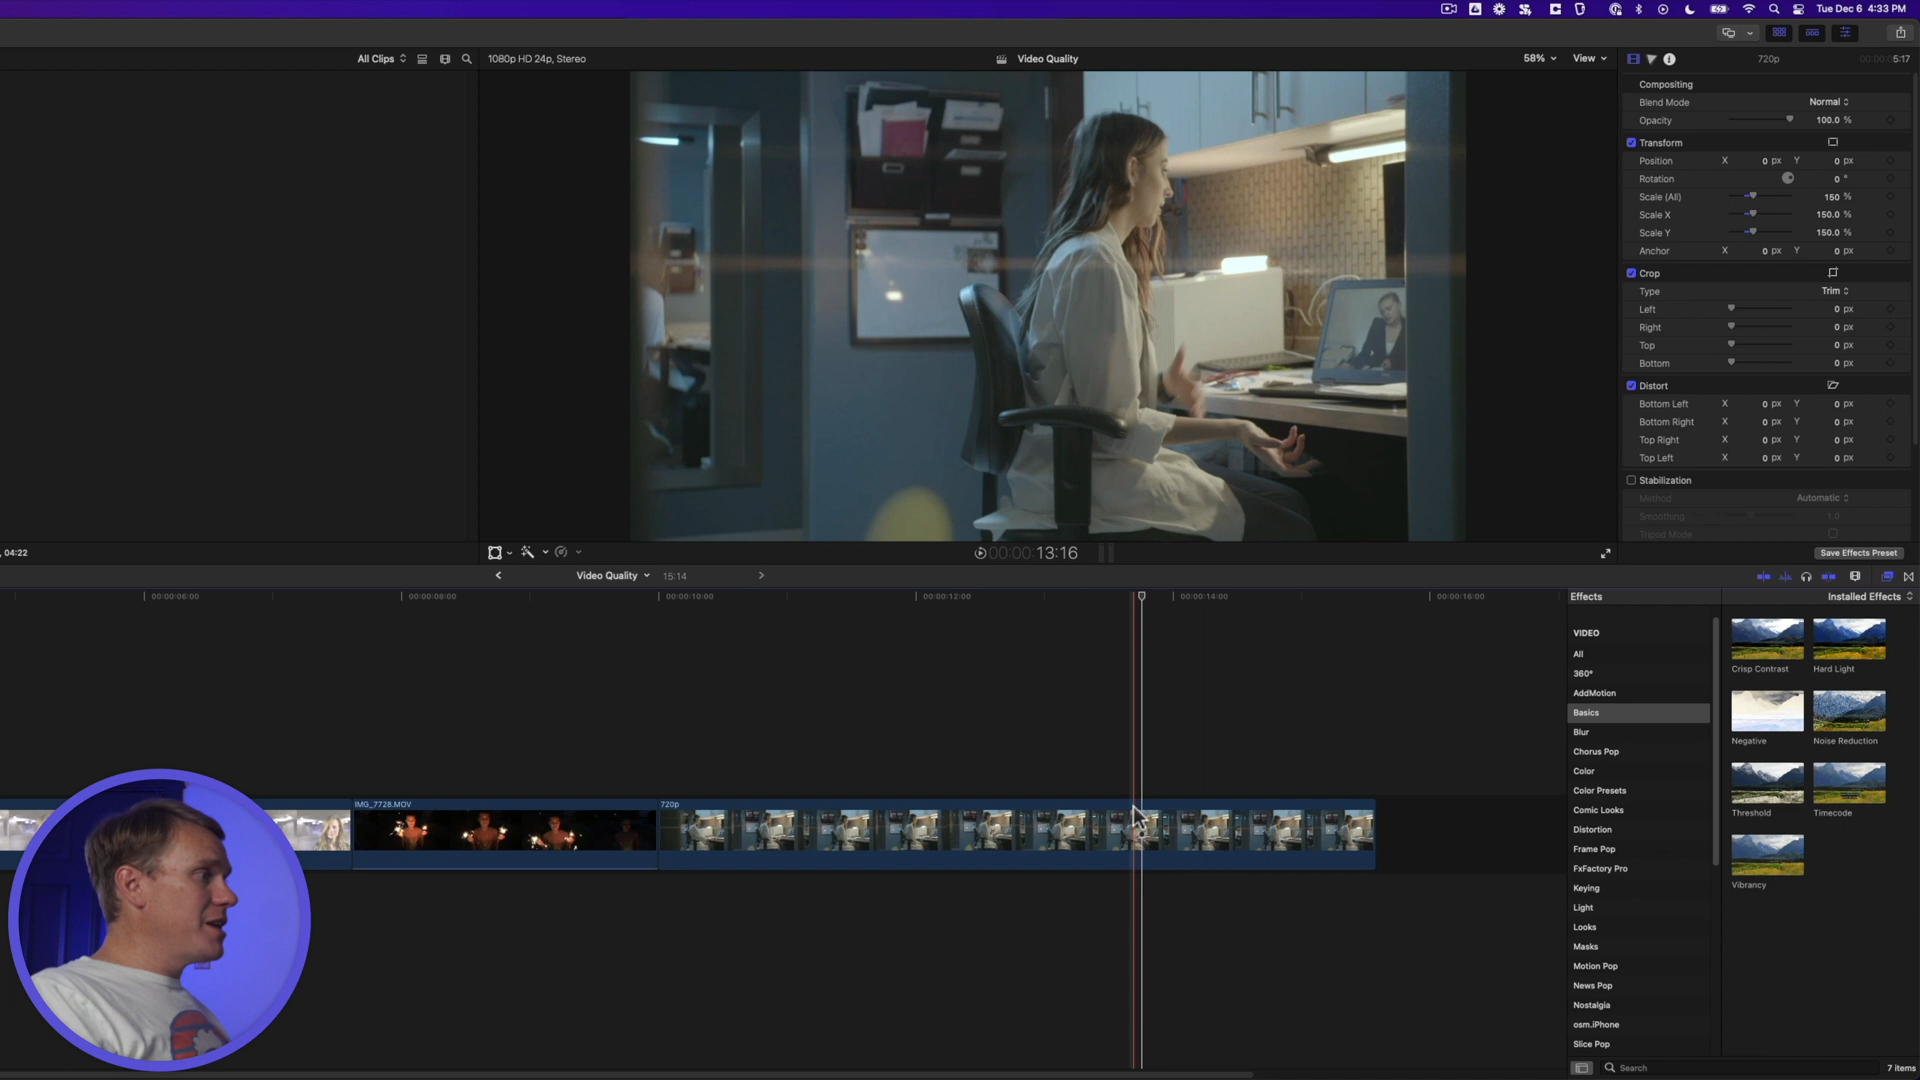 Tue Dec 6 4:33 PM
All Clips
1080p HD 24p, Stereo
Video Quality
58%
View
720p
00:00:05:17
Compositing
Blend Mode
Normal
Opacity
100.0 %
Transform
Position
X
0 px
Y
0 px
Rotation
0 °
Scale (All)
150 %
Scale X
150.0 %
Scale Y
150.0 %
Anchor
X
0 px
Y
0 px
Crop
Type
Trim
Left
0 px
Right
0 px
Top
0 px
Bottom
0 px
Distort
Bottom Left
X
0 px
Y
0 px
Bottom Right
X
0 px
Y
0 px
Top Right
X
0 px
Y
0 px
Top Left
X
0 px
Y
0 px
Stabilization
Method
Automatic
Smoothing
1.0
Tripod Mode
, 04:22
00:00:13:16
Save Effects Preset
Video Quality
15:14
00:00:06:00
00:00:08:00
00:00:10:00
00:00:12:00
00:00:14:00
00:00:16:00
Effects
Installed Effects
VIDEO
All
360°
AddMotion
Basics
Blur
Chorus Pop
Color
Color Presets
Comic Looks
Distortion
Frame Pop
FxFactory Pro
Keying
Light
Looks
Masks
Motion Pop
News Pop
Nostalgia
osm.iPhone
Slice Pop
Crisp Contrast
Hard Light
Negative
Noise Reduction
Threshold
Timecode
Vibrancy
IMG_7728.MOV
720p
Search
7 items